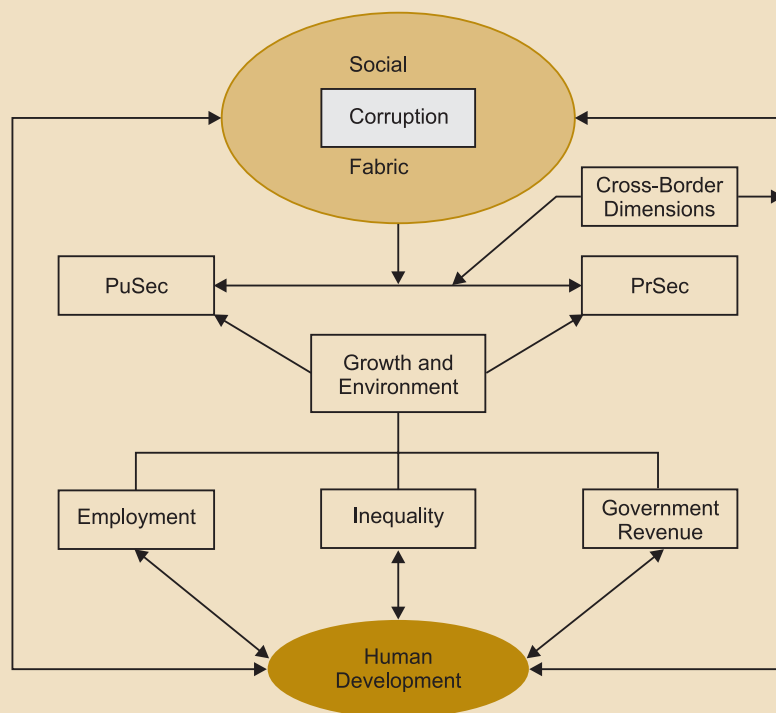 Social
Corruption
Fabric
Cross-Border
Dimensions
PuSec
PrSec
Growth and
Environment
Employment
Inequality
Government
Revenue
Human
Development